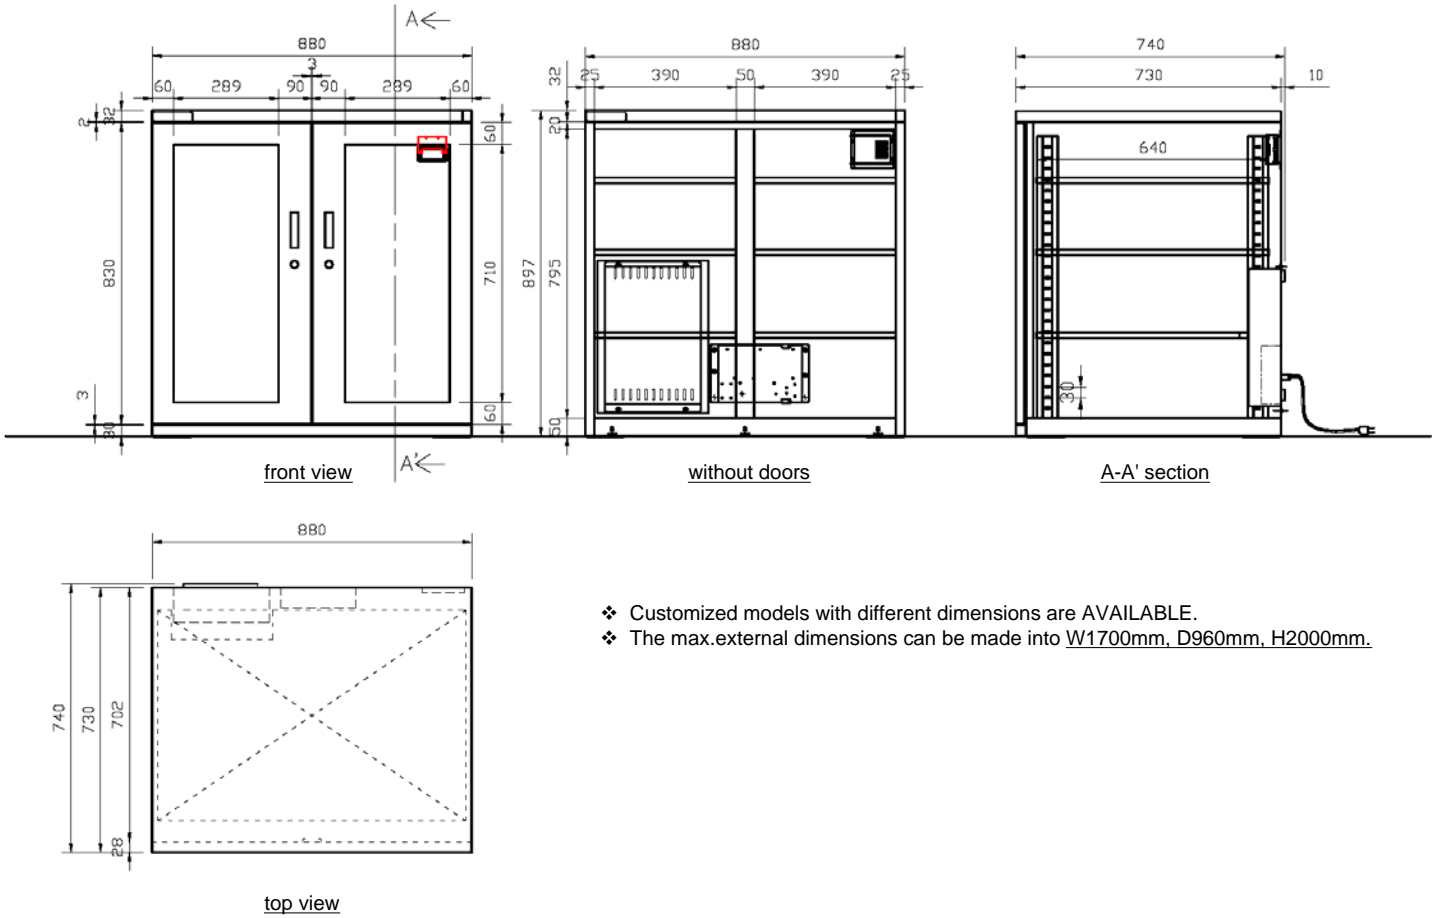 A
880
3
60 289 90 90 289 60
2 32
60
830
710
3
60
30
A'
front view
880
32 25 390 50 390 25
20
897 795
50
without doors
740
730 10
640
30
A-A' section
880
740 730 702
28
top view
❖ Customized models with different dimensions are AVAILABLE.
❖ The max.external dimensions can be made into W1700mm, D960mm, H2000mm.